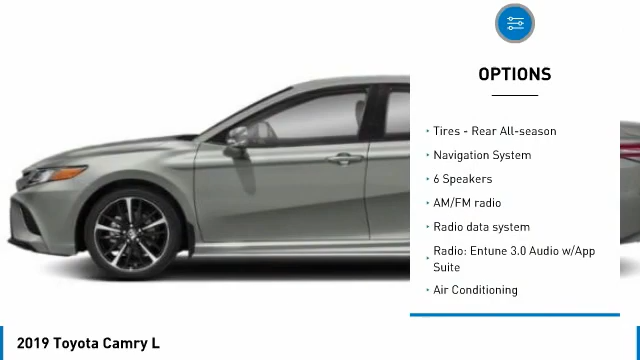 OPTIONS
Tires - Rear All-season
Navigation System
6 Speakers
AM/FM radio
Radio data system
Radio: Entune 3.0 Audio w/App
Suite
Air Conditioning
2019 Toyota Camry L